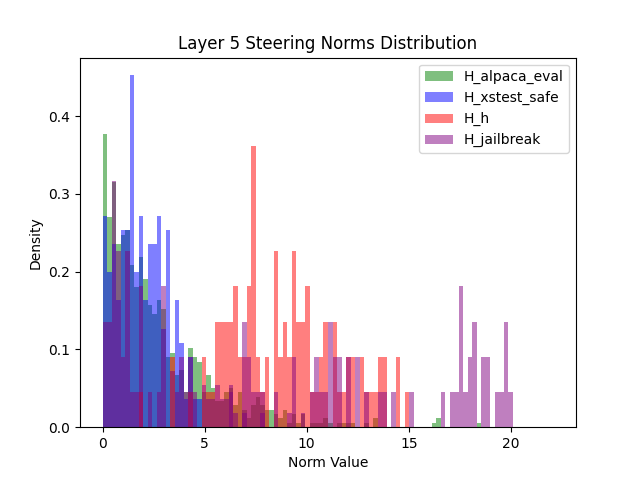 Layer 5 Steering Norms Distribution
H_alpaca_eval
H_xstest_safe
H_h
H_jailbreak
Density
0.4
0.3
0.2
0.1
0.0
0 5 10 15 20
Norm Value